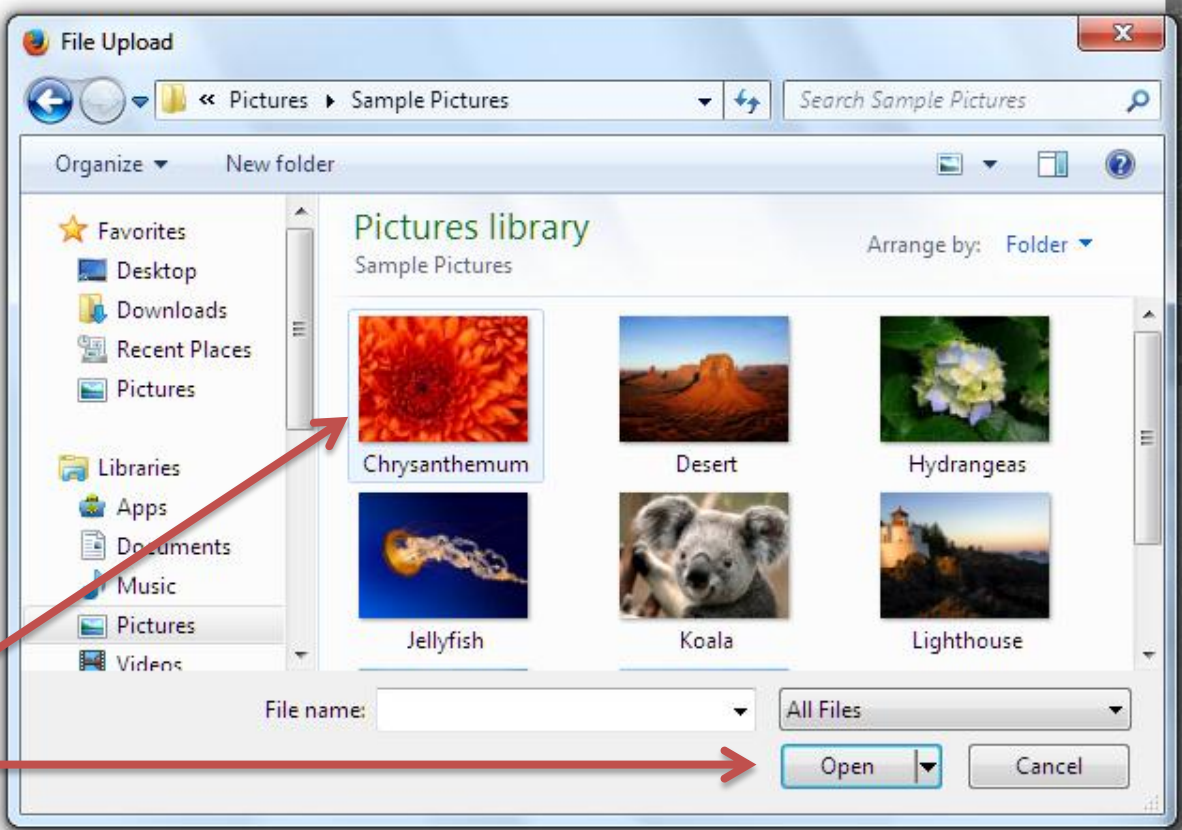 File Upload
« Pictures ▸ Sample Pictures
Search Sample Pictures
Organize New folder
Favorites
Desktop
Downloads
Recent Places
Pictures
Libraries
Apps
Documents
Music
Pictures
Videos
Pictures library
Sample Pictures
Arrange by: Folder
Chrysanthemum Desert Hydrangeas
Jellyfish Koala Lighthouse
File name: All Files
Open Cancel